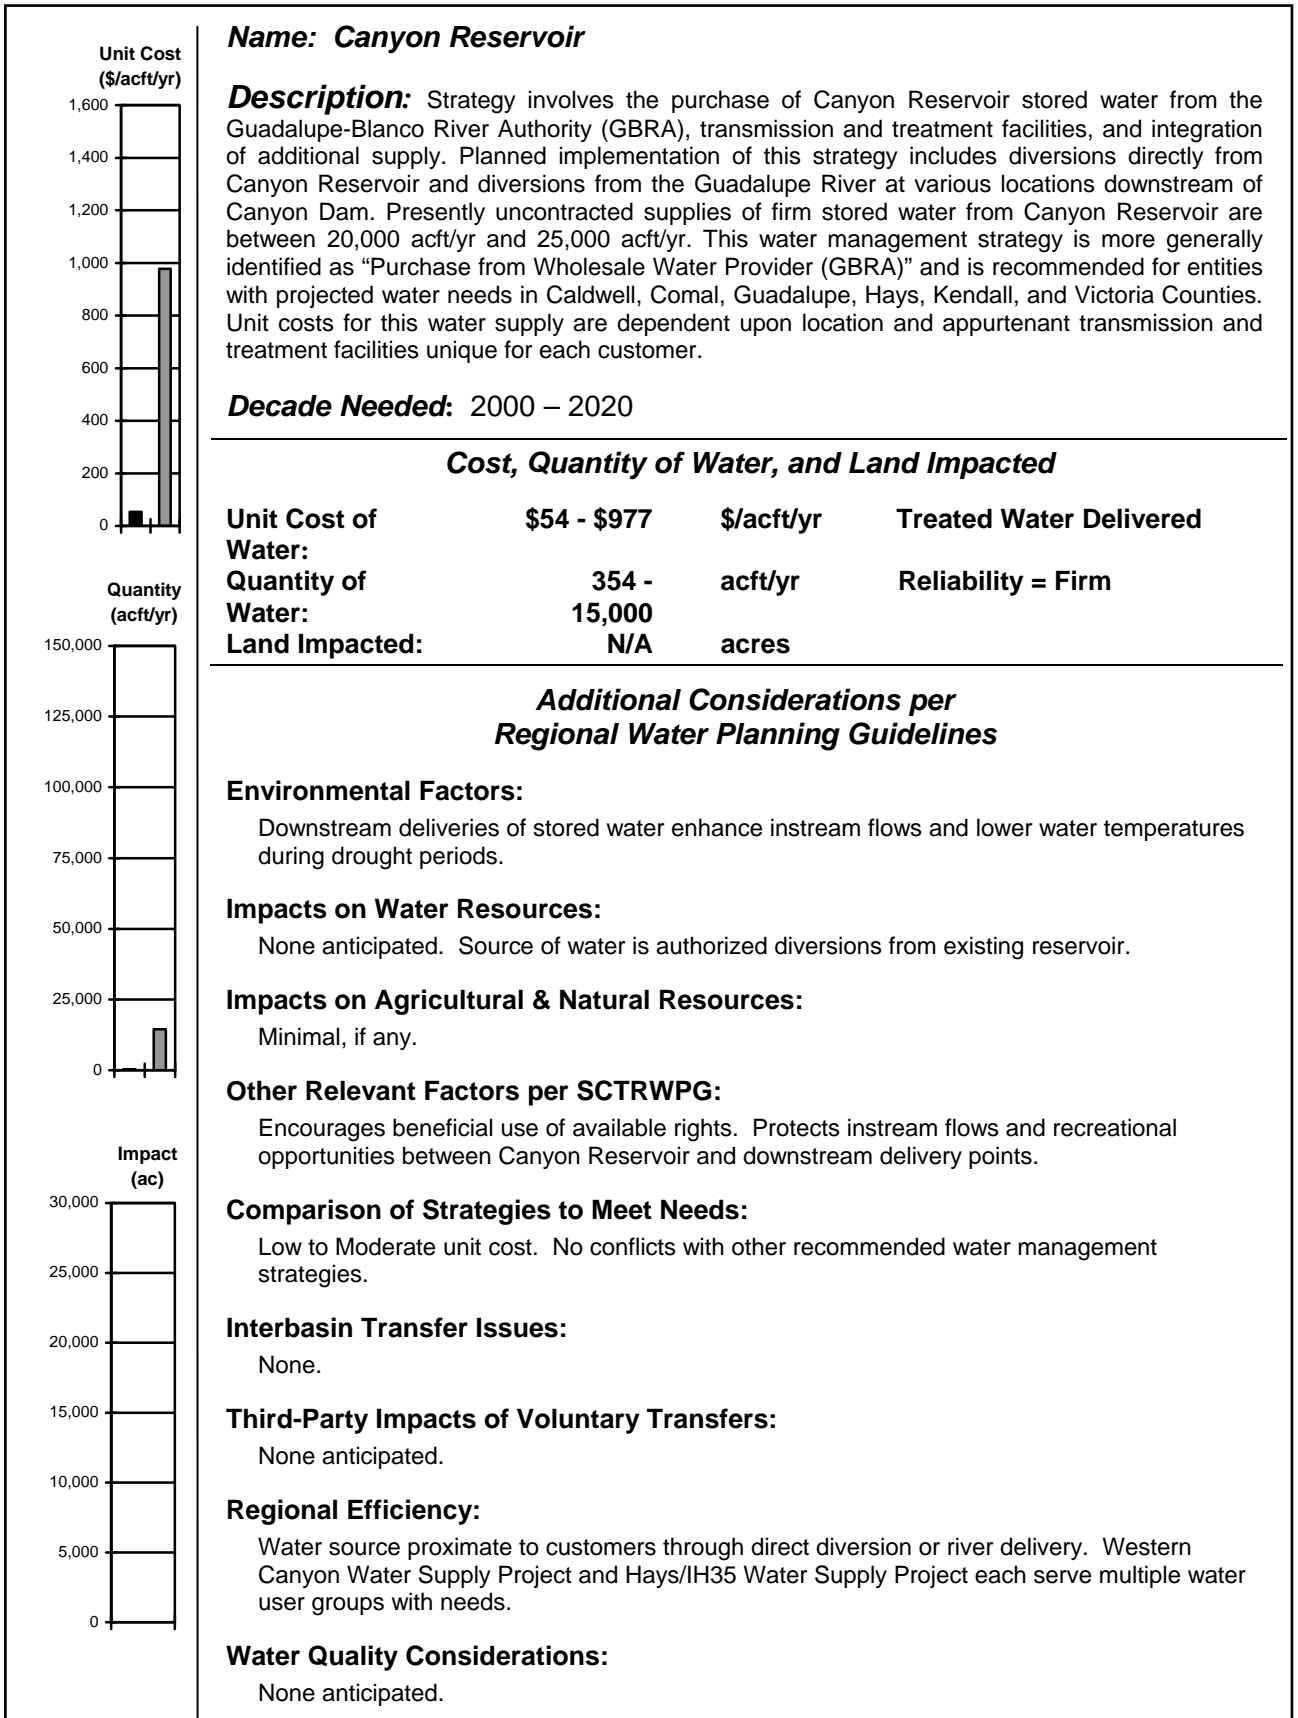 Unit Cost
($/acft/yr)
1,600
1,400
1,200
1,000
800
600
400
200
0
Quantity
(acft/yr)
150,000
125,000
100,000
75,000
50,000
25,000
0
Impact
(ac)
30,000
25,000
20,000
15,000
10,000
5,000
0
Name: Canyon Reservoir
Description: Strategy involves the purchase of Canyon Reservoir stored water from the
Guadalupe-Blanco River Authority (GBRA), transmission and treatment facilities, and integration
of additional supply. Planned implementation of this strategy includes diversions directly from
Canyon Reservoir and diversions from the Guadalupe River at various locations downstream of
Canyon Dam. Presently uncontracted supplies of firm stored water from Canyon Reservoir are
between 20,000 acft/yr and 25,000 acft/yr. This water management strategy is more generally
identified as “Purchase from Wholesale Water Provider (GBRA)” and is recommended for entities
with projected water needs in Caldwell, Comal, Guadalupe, Hays, Kendall, and Victoria Counties.
Unit costs for this water supply are dependent upon location and appurtenant transmission and
treatment facilities unique for each customer.
Decade Needed: 2000 – 2020
Cost, Quantity of Water, and Land Impacted
Unit Cost of $54 - $977 $/acft/yr Treated Water Delivered
Water:
Quantity of 354 - acft/yr Reliability = Firm
Water: 15,000
Land Impacted: N/A acres
Additional Considerations per
Regional Water Planning Guidelines
Environmental Factors:
Downstream deliveries of stored water enhance instream flows and lower water temperatures
during drought periods.
Impacts on Water Resources:
None anticipated. Source of water is authorized diversions from existing reservoir.
Impacts on Agricultural & Natural Resources:
Minimal, if any.
Other Relevant Factors per SCTRWPG:
Encourages beneficial use of available rights. Protects instream flows and recreational
opportunities between Canyon Reservoir and downstream delivery points.
Comparison of Strategies to Meet Needs:
Low to Moderate unit cost. No conflicts with other recommended water management
strategies.
Interbasin Transfer Issues:
None.
Third-Party Impacts of Voluntary Transfers:
None anticipated.
Regional Efficiency:
Water source proximate to customers through direct diversion or river delivery. Western
Canyon Water Supply Project and Hays/IH35 Water Supply Project each serve multiple water
user groups with needs.
Water Quality Considerations:
None anticipated.